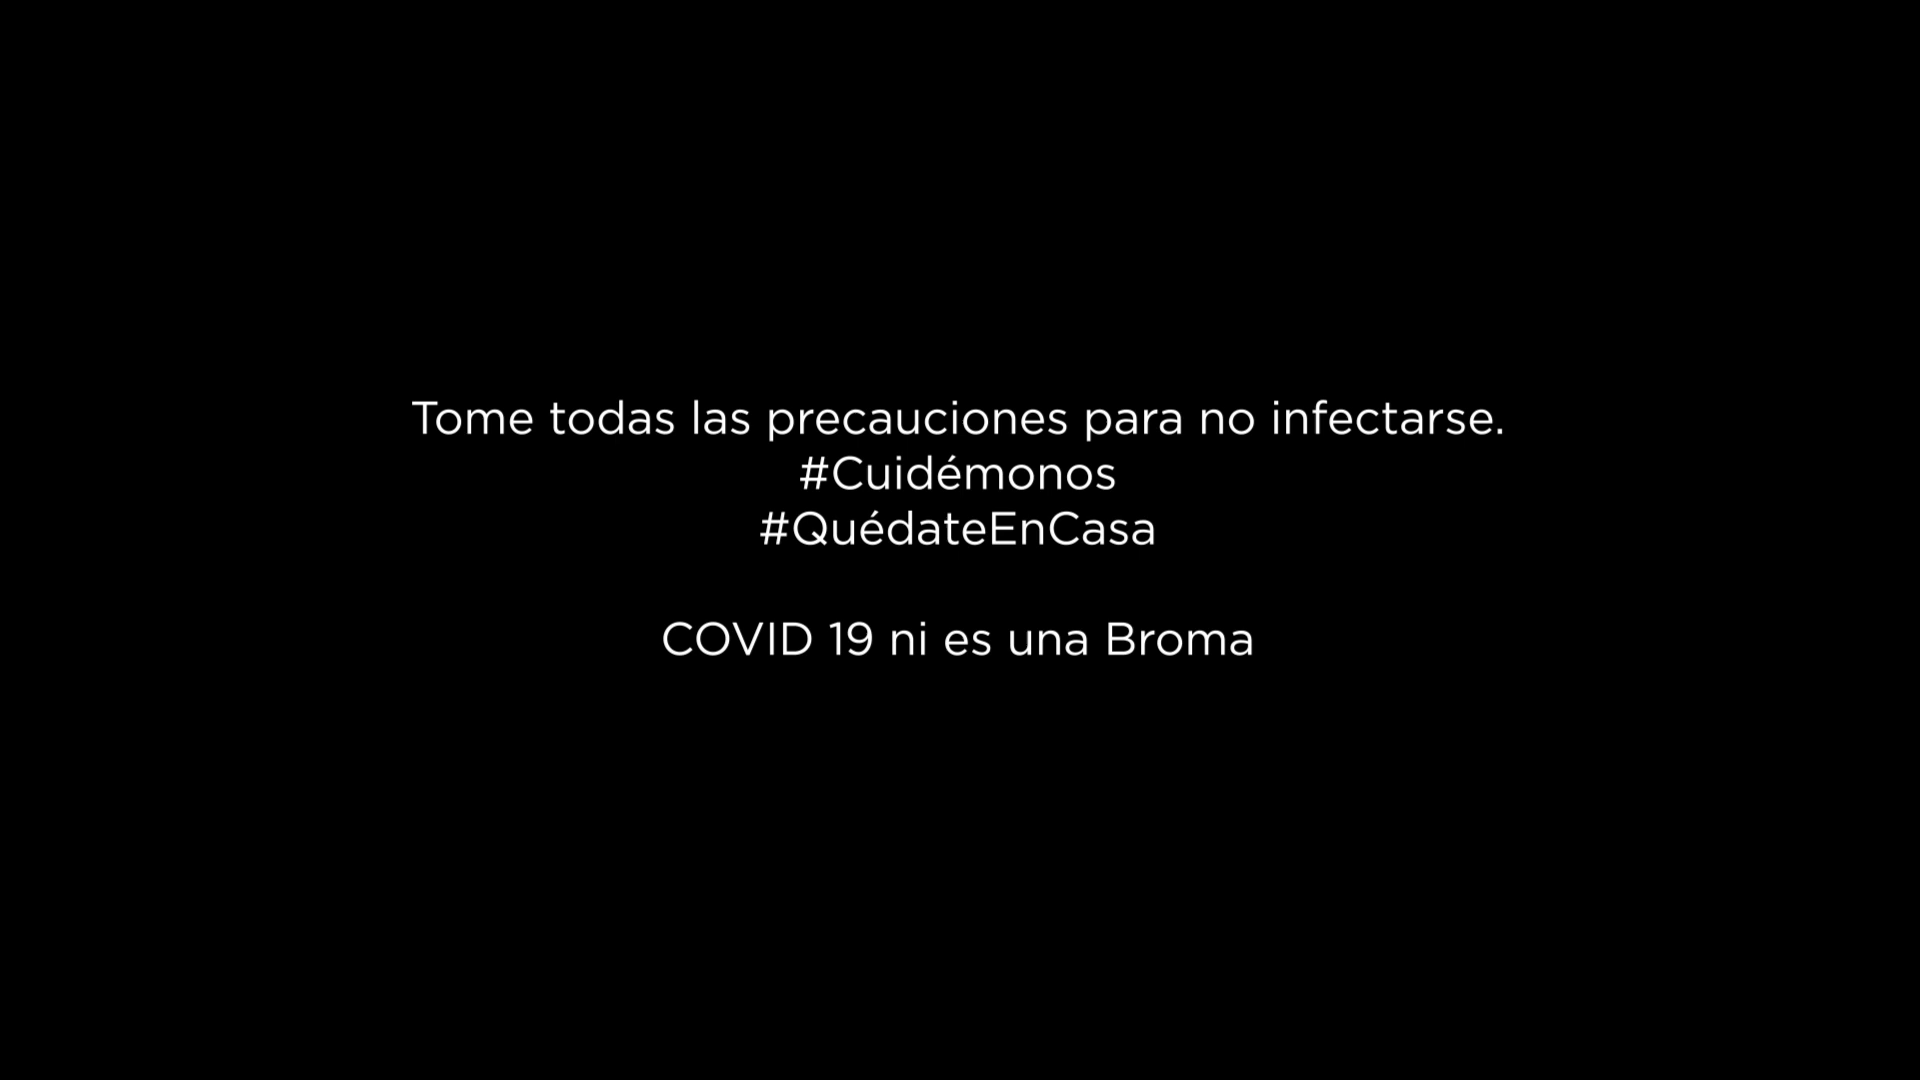 Tome todas las precauciones para no infectarse.
#Cuidémonos
#QuédateEnCasa
COVID 19 ni es una Broma